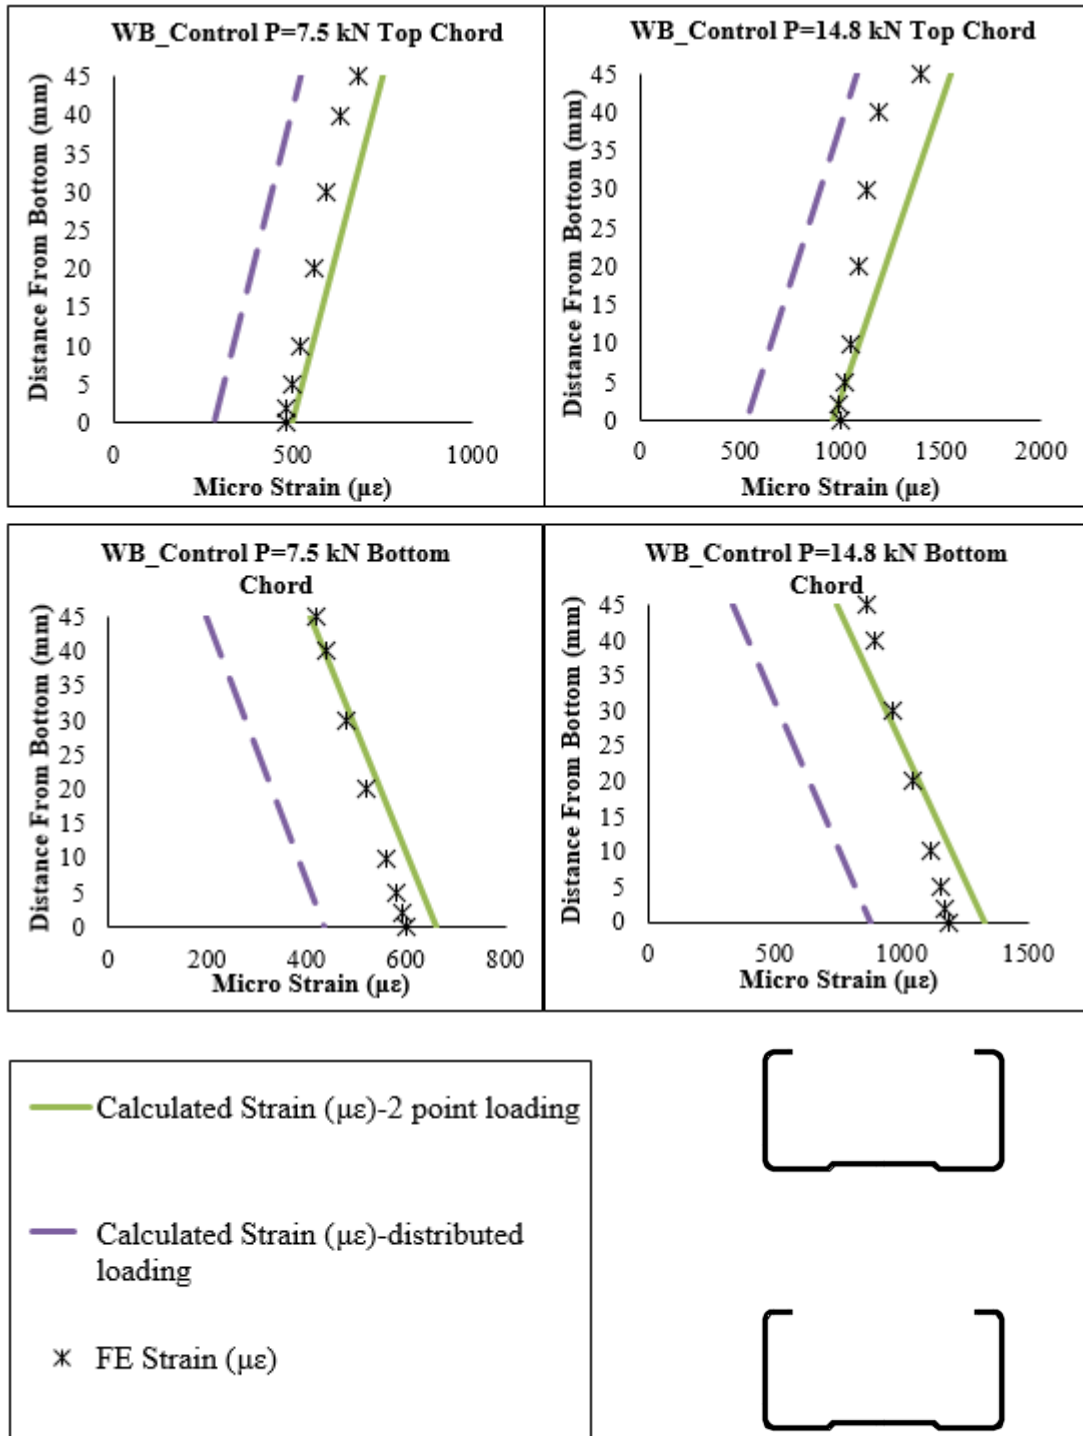 WB_Control P=7.5 kN Top Chord
Distance From Bottom (mm)
45
40
35
30
25
20
15
10
5
0
0 500 1000
Micro Strain (µε)
WB_Control P=14.8 kN Top Chord
Distance From Bottom (mm)
45
40
35
30
25
20
15
10
5
0
0 500 1000 1500 2000
Micro Strain (µε)
WB_Control P=7.5 kN Bottom
Chord
Distance From Bottom (mm)
45
40
35
30
25
20
15
10
5
0
0 200 400 600 800
Micro Strain (µε)
WB_Control P=14.8 kN Bottom
Chord
Distance From Bottom (mm)
45
40
35
30
25
20
15
10
5
0
0 500 1000 1500
Micro Strain (µε)
Calculated Strain (µε)-2 point loading
Calculated Strain (µε)-distributed
loading
FE Strain (µε)